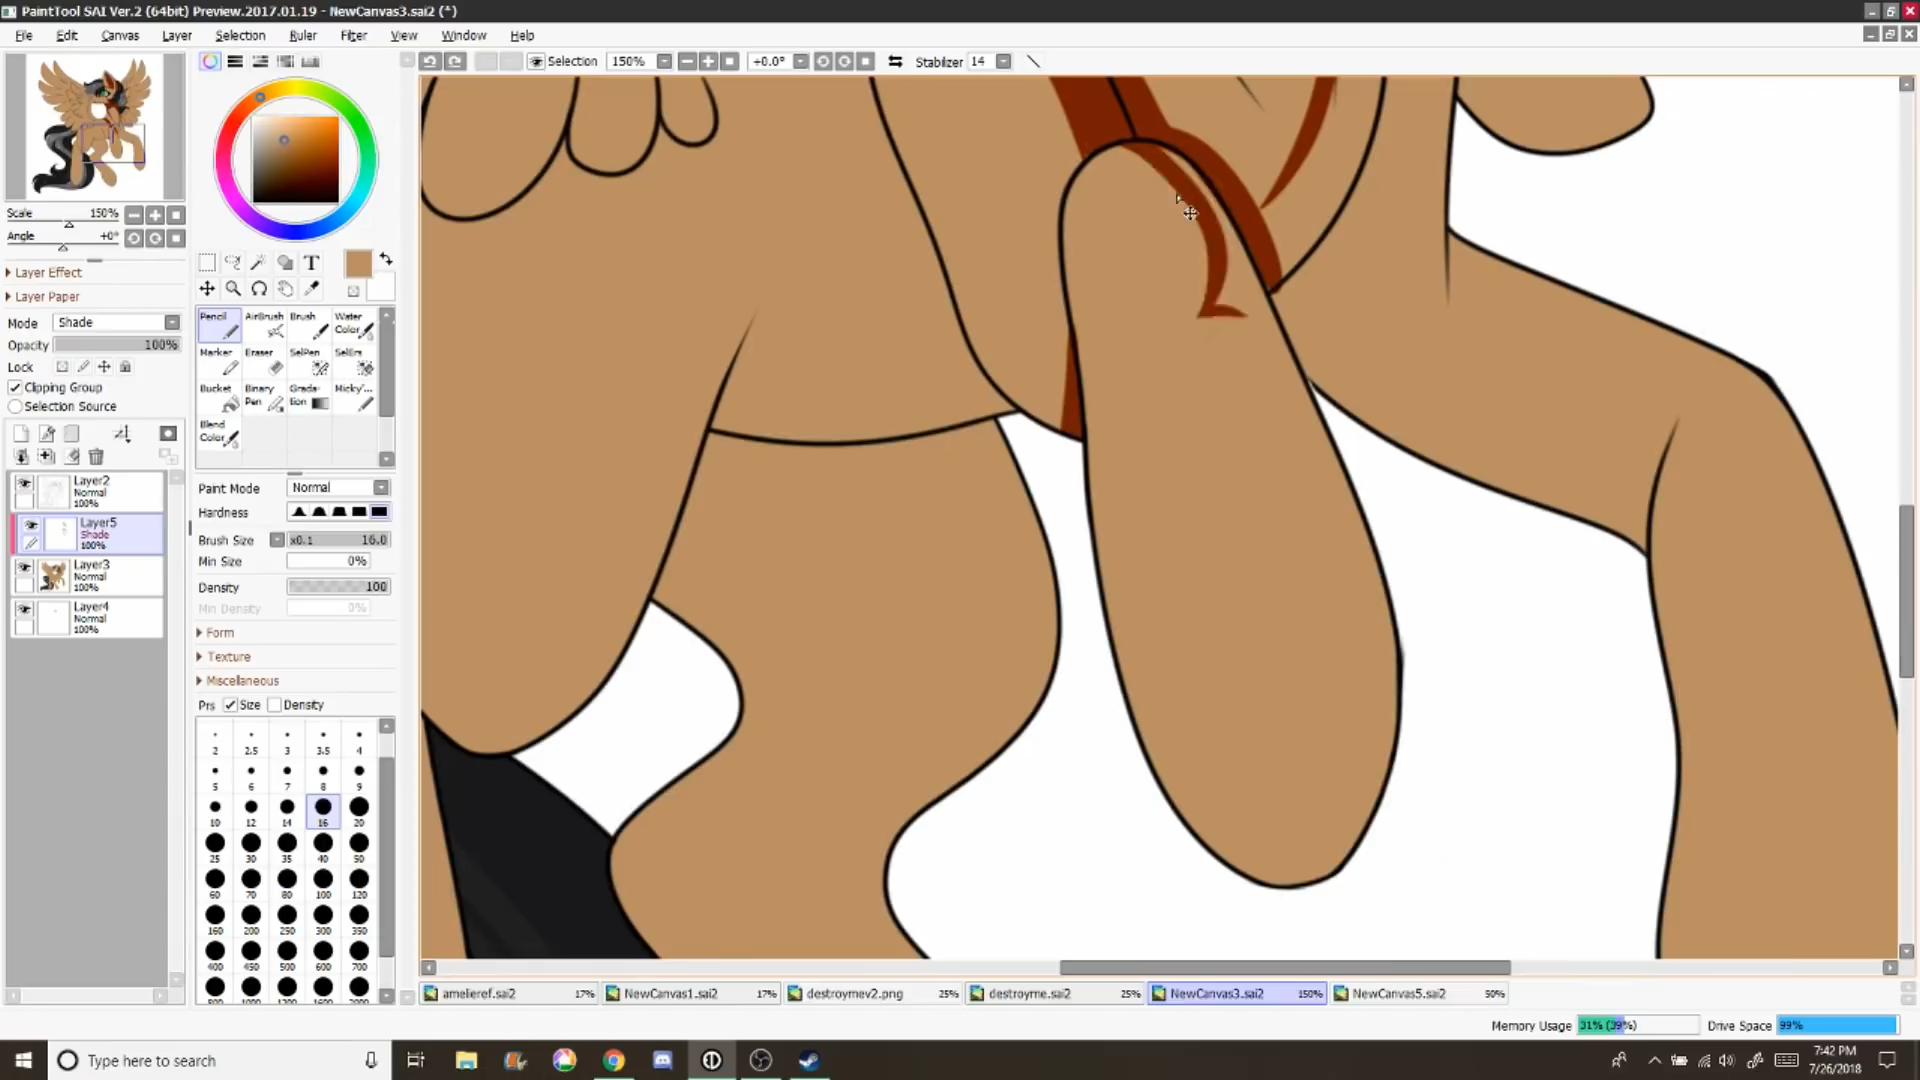 PaintTool SAI Ver.2 (64bit) Preview.2017.01.19 - NewCanvas3.sai2 (*)
File Edit Canvas Layer Selection Ruler Filter View Window Help
Selection 150% +0.0° Stabilizer 14
Scale 150%
Angle +0°
Layer Effect
Layer Paper
Mode Shade
Opacity 100%
Lock
Clipping Group
Selection Source
Layer2
Normal
100%
Layer5
Shade
100%
Layer3
Normal
100%
Layer4
Normal
100%
T
Pencil AirBrush Brush Water Color
Marker Eraser SelPen SelErs
Bucket Binary Pen Grada-tion Micky'...
Blend Color
Paint Mode Normal
Hardness
Brush Size x0.1 16.0
Min Size 0%
Density 100
Min Density 0%
Form
Texture
Miscellaneous
Prs Size Density
2 2.5 3 3.5 4
5 6 7 8 9
10 12 14 16 20
25 30 35 40 50
60 70 80 100 120
160 200 250 300 350
400 450 500 600 700
amelieref.sai2 17% NewCanvas1.sai2 17% destroymev2.png 25% destroyme.sai2 25% NewCanvas3.sai2 150% NewCanvas5.sai2 50%
Memory Usage 31% (39%) Drive Space 99%
Type here to search
7:42 PM
7/26/2018